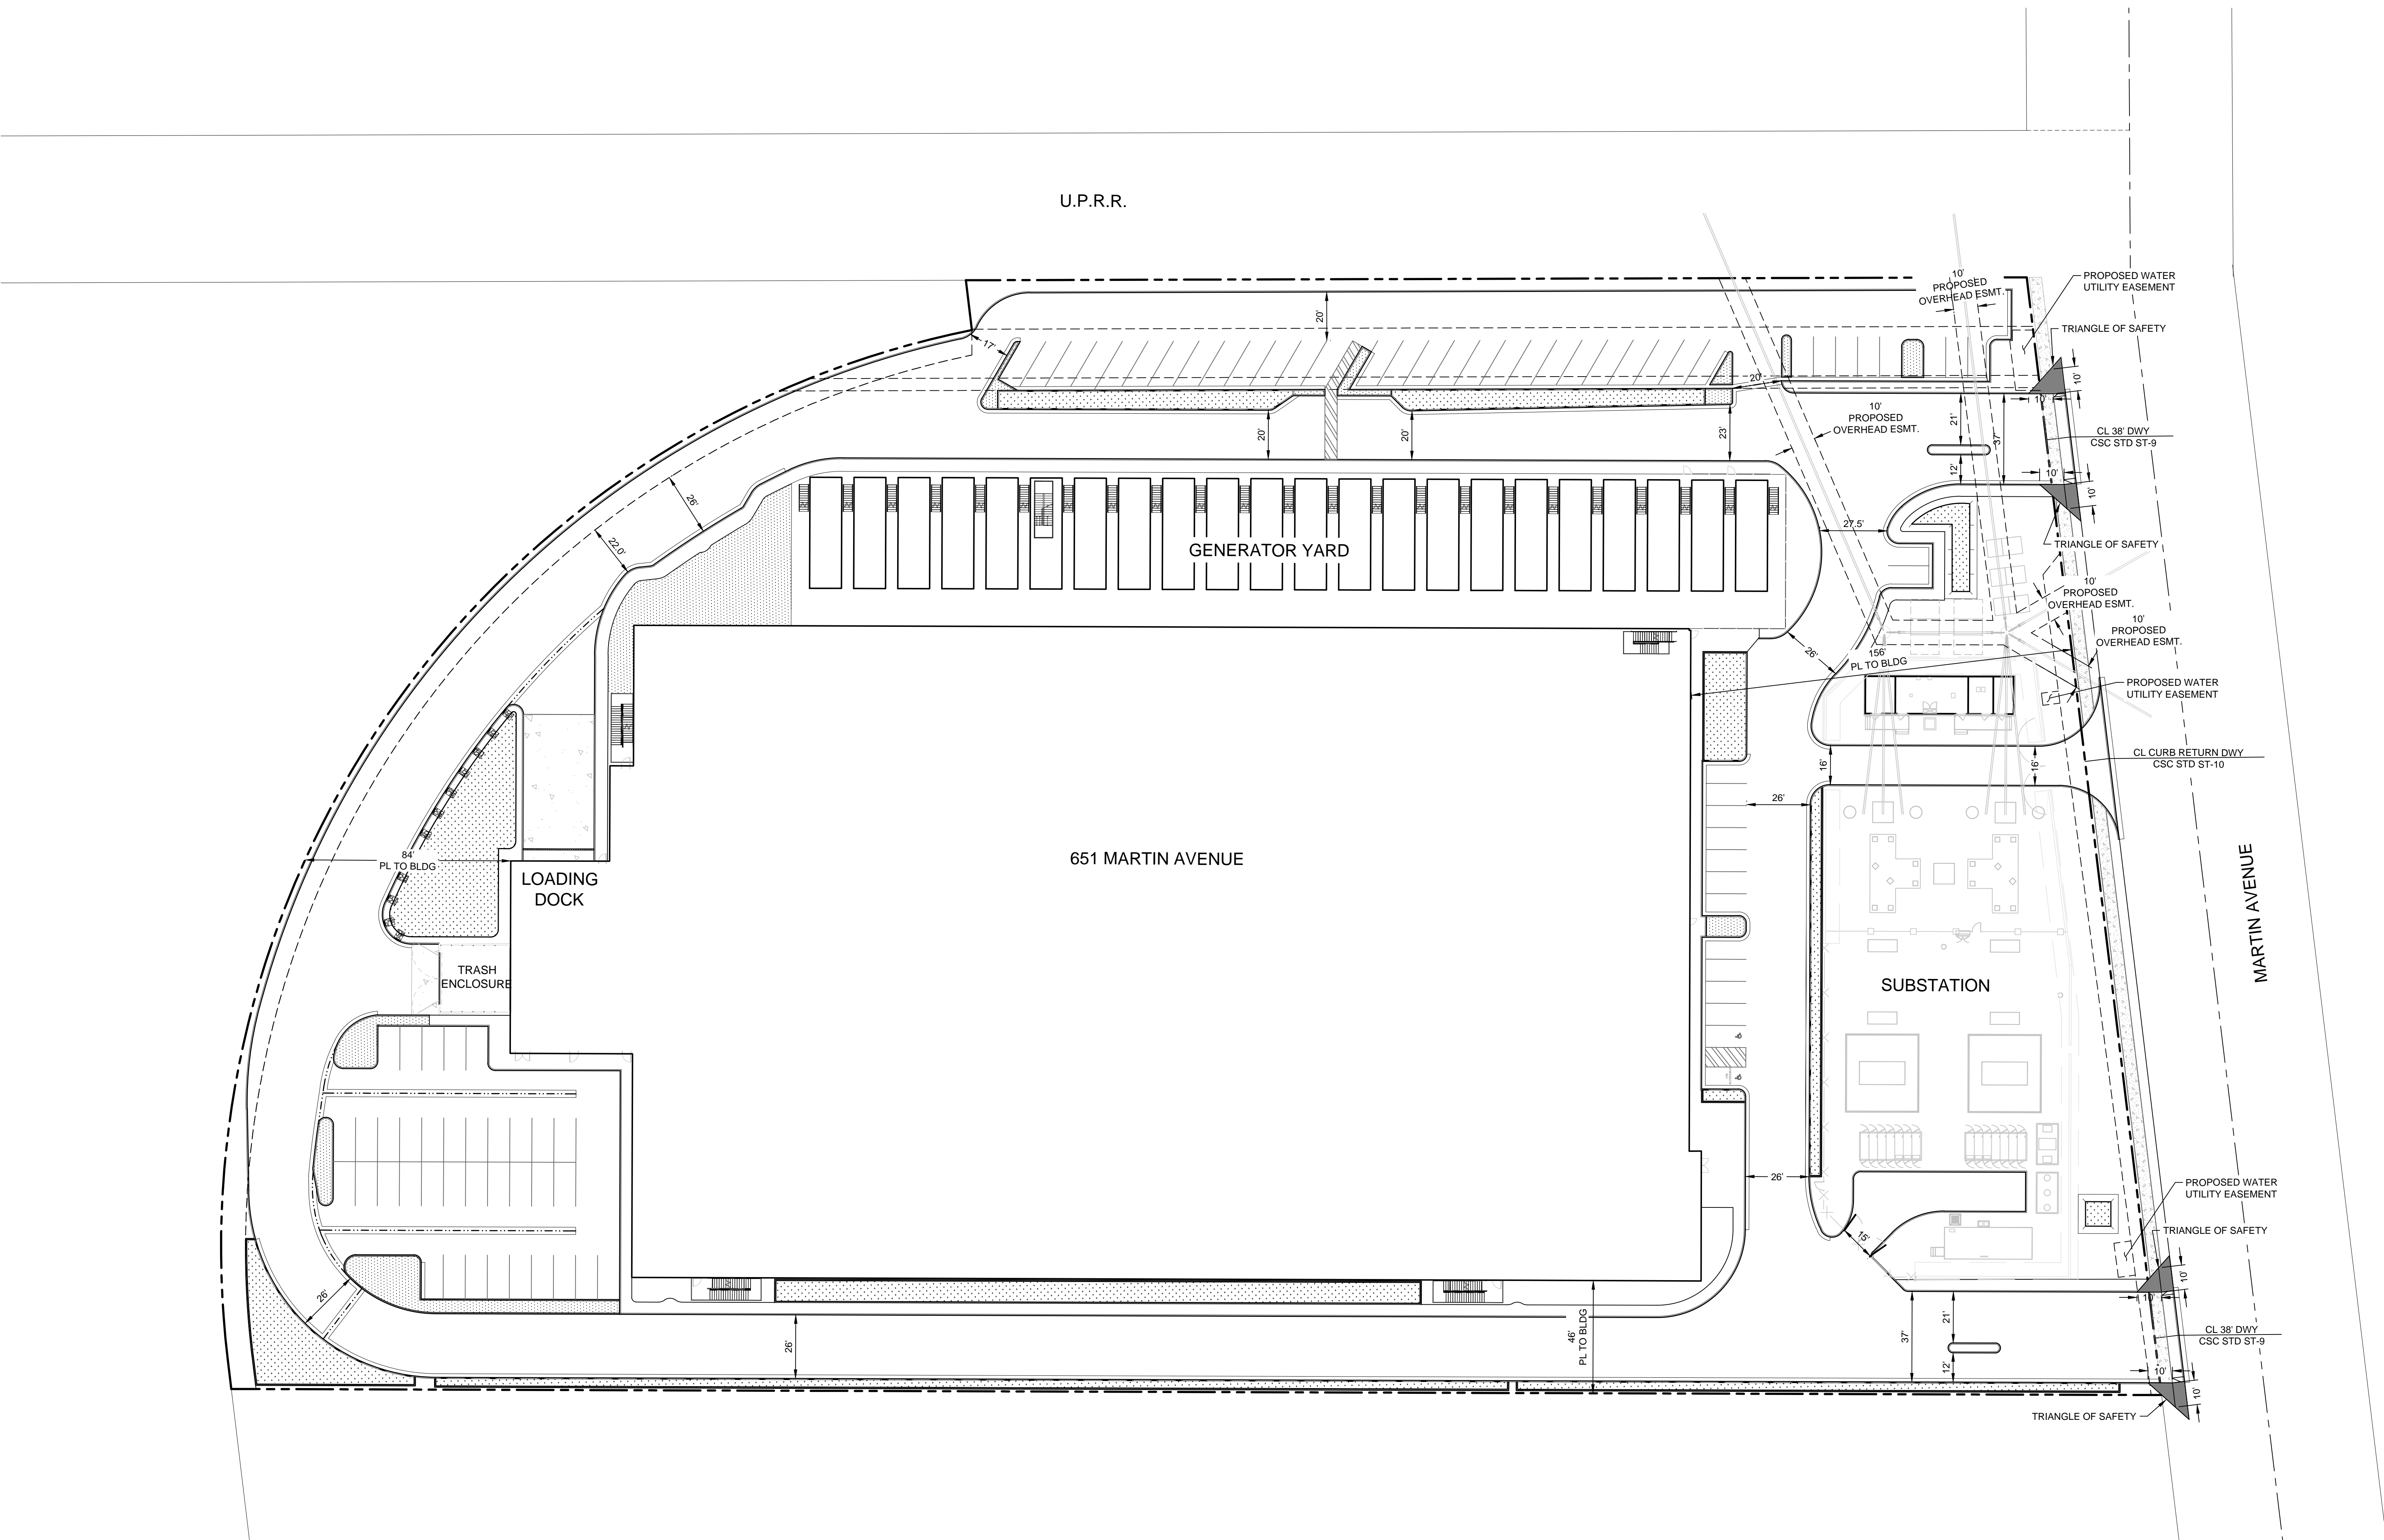 U.P.R.R.
10'
PROPOSED
OVERHEAD ESMT.
PROPOSED WATER
UTILITY EASEMENT
20'
TRIANGLE OF SAFETY
17'
20'
10'
10'
10'
PROPOSED
OVERHEAD ESMT.
20'
20'
23'
21'
37'
CL 38' DWY
CSC STD ST-9
12'
10'
10'
26'
22.0'
27.5'
GENERATOR YARD
TRIANGLE OF SAFETY
10'
PROPOSED
OVERHEAD ESMT.
10'
PROPOSED
OVERHEAD ESMT.
26'
156'
PL TO BLDG
PROPOSED WATER
UTILITY EASEMENT
CL CURB RETURN DWY
CSC STD ST-10
16'
16'
26'
84'
PL TO BLDG
651 MARTIN AVENUE
LOADING
DOCK
MARTIN AVENUE
TRASH
ENCLOSURE
SUBSTATION
26'
PROPOSED WATER
UTILITY EASEMENT
15'
TRIANGLE OF SAFETY
10'
10'
26'
26'
46'
PL TO BLDG
37'
21'
12'
CL 38' DWY
CSC STD ST-9
10'
10'
TRIANGLE OF SAFETY